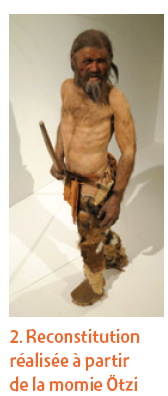 2. Reconstitution
réalisée à partir
de la momie Ötzi